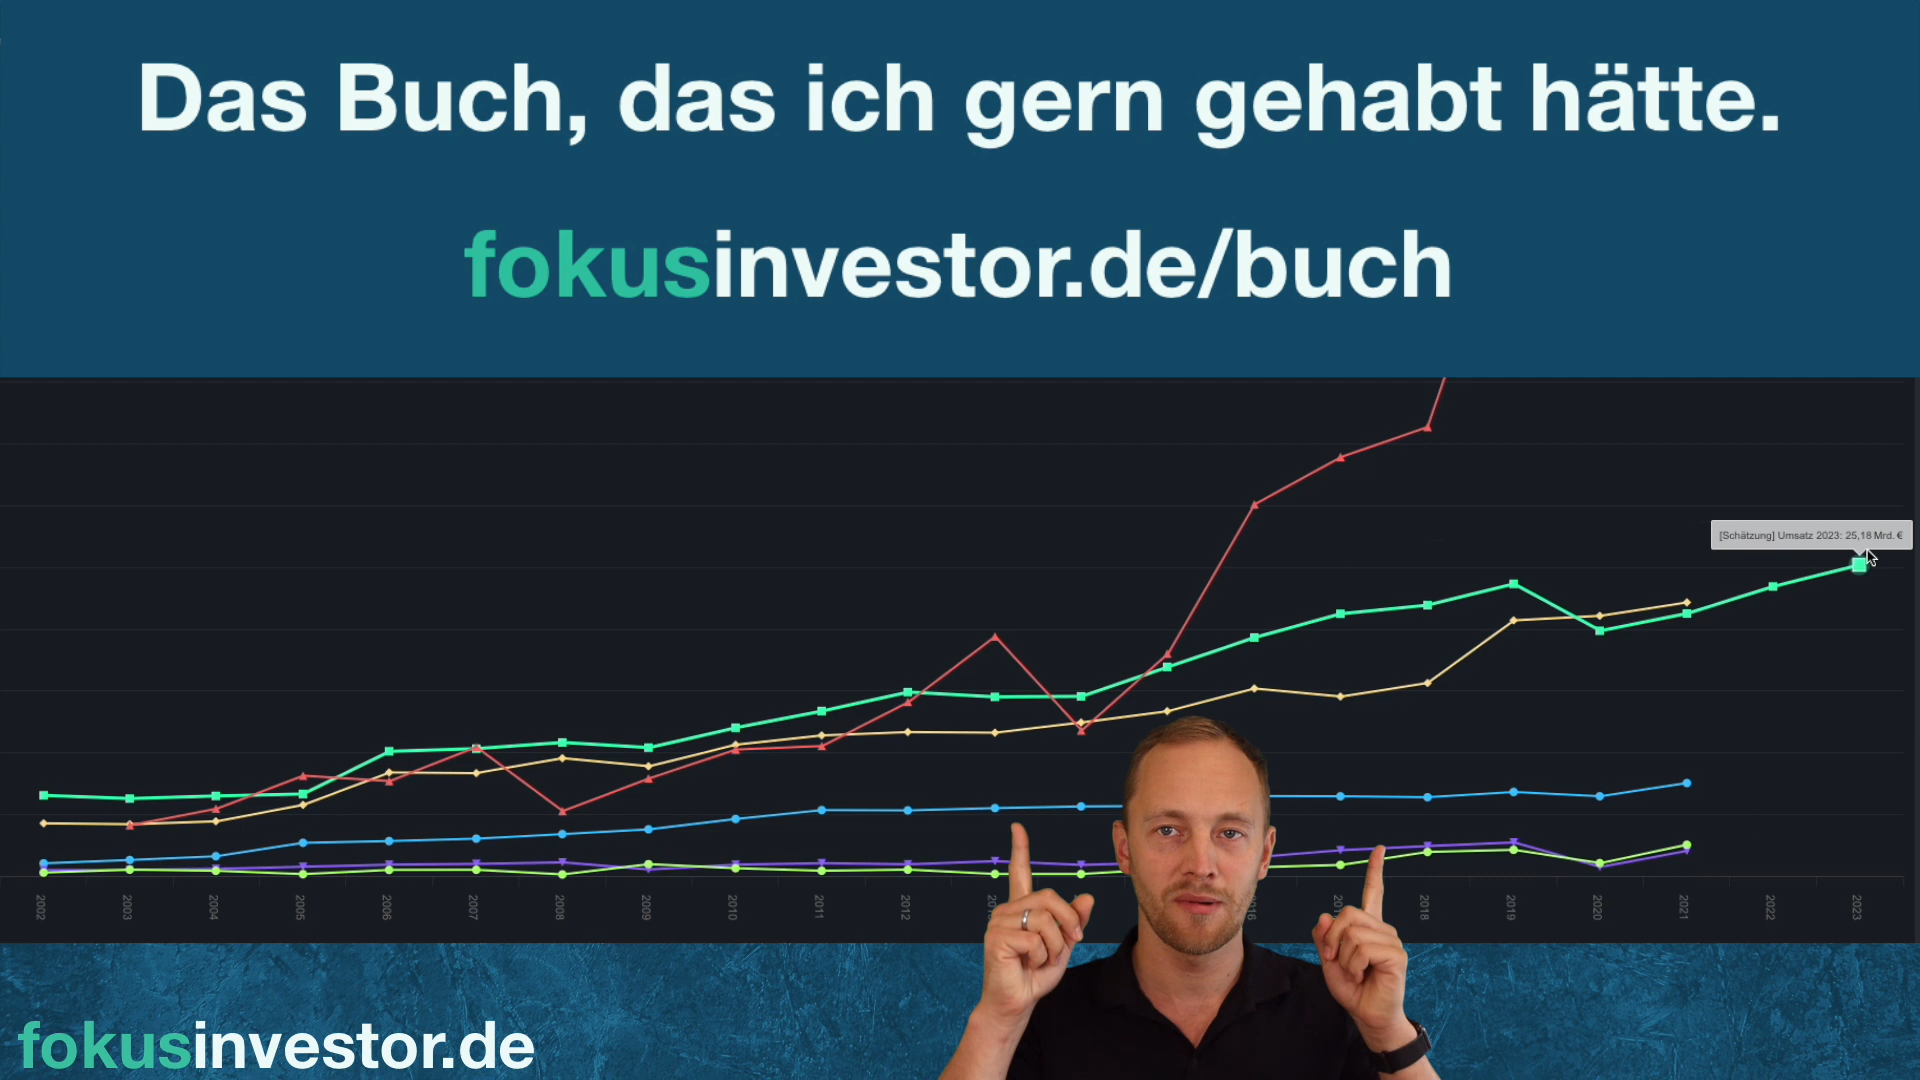 Das Buch, das ich gern gehabt hätte.
fokusinvestor.de/buch
[Schätzung] Umsatz 2023: 25,18 Mrd. €
2002 2003 2004 2005 2006 2007 2008 2009 2010 2011 2012 2018 2019 2020 2021 2022 2023
fokusinvestor.de